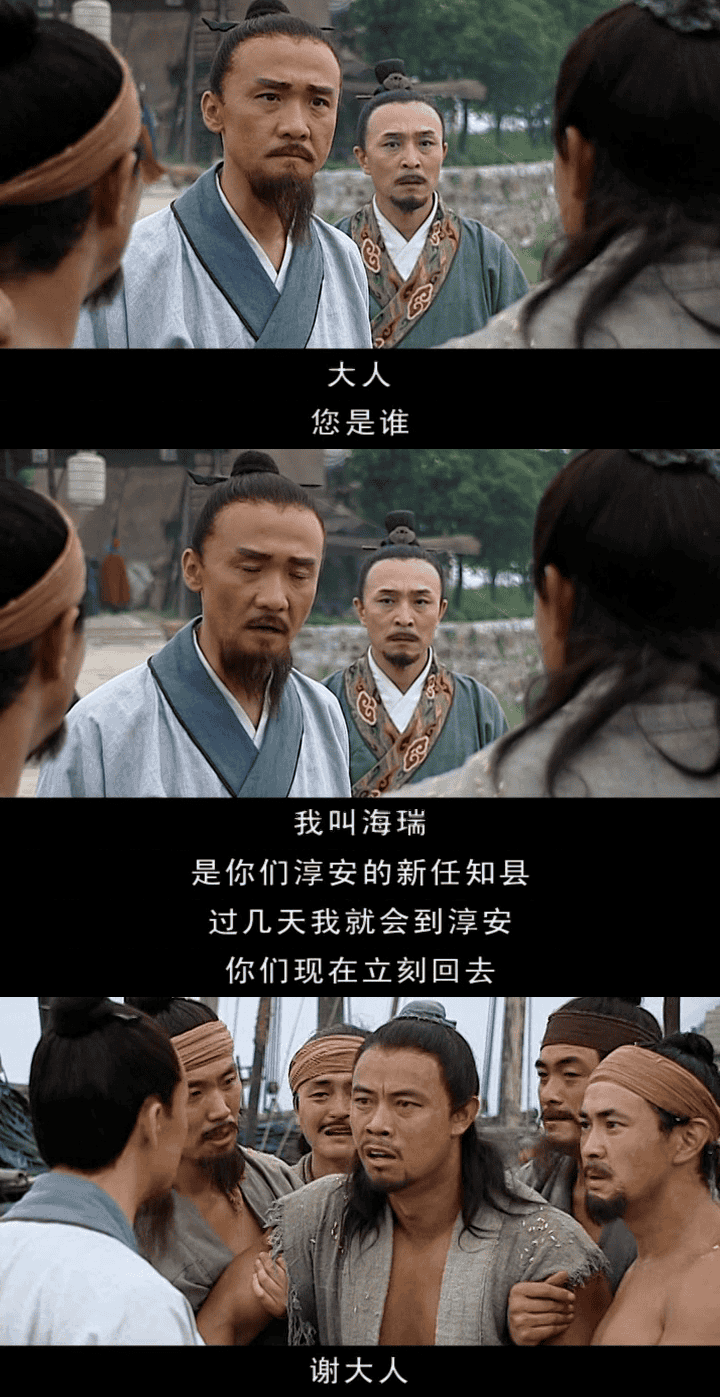 大人
您是谁
我叫海瑞
是你们淳安的新任知县
过几天我就会到淳安
你们现在立刻回去
谢大人